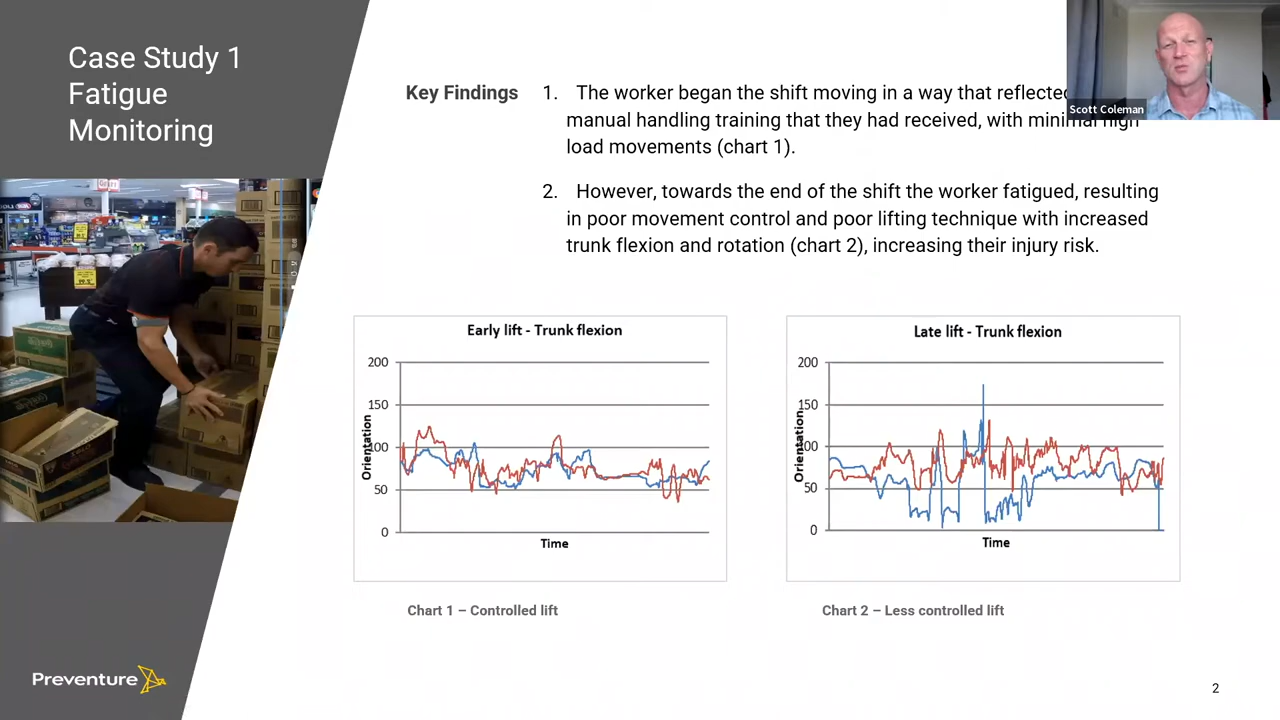 Case Study 1
Fatigue
Monitoring
Key Findings
1. The worker began the shift moving in a way that reflected
manual handling training that they had received, with minimal high
load movements (chart 1).
2. However, towards the end of the shift the worker fatigued, resulting
in poor movement control and poor lifting technique with increased
trunk flexion and rotation (chart 2), increasing their injury risk.
Scott Coleman
Early lift - Trunk flexion
200
150
100
50
0
Orientation
Time
Chart 1 – Controlled lift
Late lift - Trunk flexion
200
150
100
50
0
Orientation
Time
Chart 2 – Less controlled lift
Preventure
2